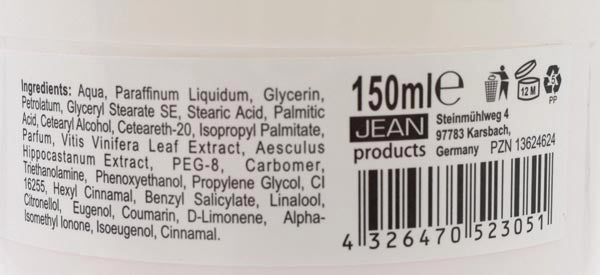 Ingredients: Aqua, Paraffinum Liquidum, Glycerin,
Petrolatum, Glyceryl Stearate SE, Stearic Acid, Palmitic
Acid, Cetearyl Alcohol, Ceteareth-20, Isopropyl Palmitate,
Parfum, Vitis Vinifera Leaf Extract, Aesculus
Hippocastanum Extract, PEG-8, Carbomer,
Triethanolamine, Phenoxyethanol, Propylene Glycol, CI
16255, Hexyl Cinnamal, Benzyl Salicylate, Linalool,
Citronellol, Eugenol, Coumarin, D-Limonene, Alpha-
Isomethyl Ionone, Isoeugenol, Cinnamal.
150ml ℮
12 M
5
PP
JEAN
products
Steinmühlweg 4
97783 Karsbach,
Germany PZN 13624624
4 326470 523051